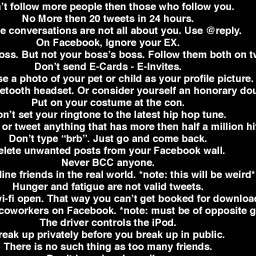 't follow more people then those who follow you.
No More then 20 tweets in 24 hours.
e conversations are not all about you. Use @reply.
On Facebook, Ignore your EX.
oss. But not your boss's boss. Follow them both on tw
Don't send E-Cards - E-Invites.
se a photo of your pet or child as your profile picture.
etooth headset. Or consider yourself an honorary dou
Put on your costume at the con.
on't set your ringtone to the latest hip hop tune.
or tweet anything that has more then half a million hi
Don't type "brb". Just go and come back.
elete unwanted posts from your Facebook wall.
Never BCC anyone.
line friends in the real world. *note: this will be weird*
Hunger and fatigue are not valid tweets.
vi-fi open. That way you can't get booked for downloa
coworkers on Facebook. *note: must be of opposite g
The driver controls the iPod.
reak up privately before you break up in public.
There is no such thing as too many friends.